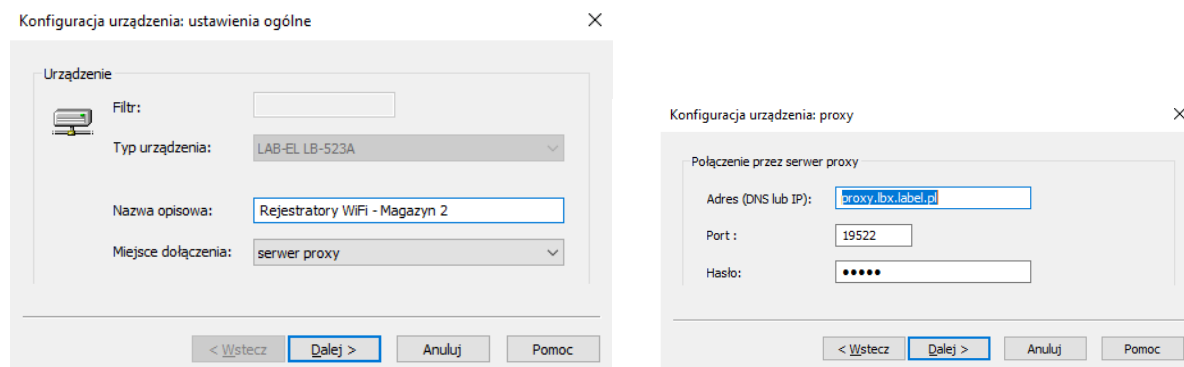 Konfiguracja urządzenia: ustawienia ogólne
Urządzenie
Filtr:
Typ urządzenia: LAB-EL LB-523A
Nazwa opisowa: Rejestratory WiFi - Magazyn 2
Miejsce dołączenia: serwer proxy
< Wstecz Dalej > Anuluj Pomoc
Konfiguracja urządzenia: proxy
Połączenie przez serwer proxy
Adres (DNS lub IP): proxy.lbx.label.pl
Port : 19522
Hasło: •••••
< Wstecz Dalej > Anuluj Pomoc